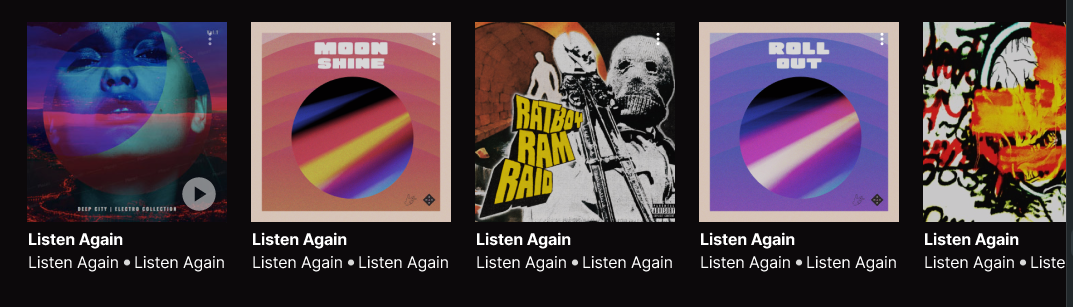 DEEP CITY | ELECTRO COLLECTION
MOON
SHINE
RATBOY
RAM
RAID
ROLL
OUT
Listen Again
Listen Again • Listen Again
Listen Again
Listen Again • Listen Again
Listen Again
Listen Again • Listen Again
Listen Again
Listen Again • Listen Again
Listen Again
Listen Again • Liste